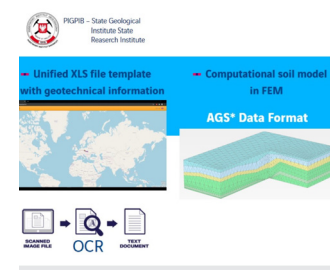 PIGPIB – State Geological
Institute State
Reaserch Institute
Unified XLS file template
with geotechnical information
Computational soil model
in FEM
AGS* Data Format
SCANNED
IMAGE FILE
OCR
TEXT
DOCUMENT